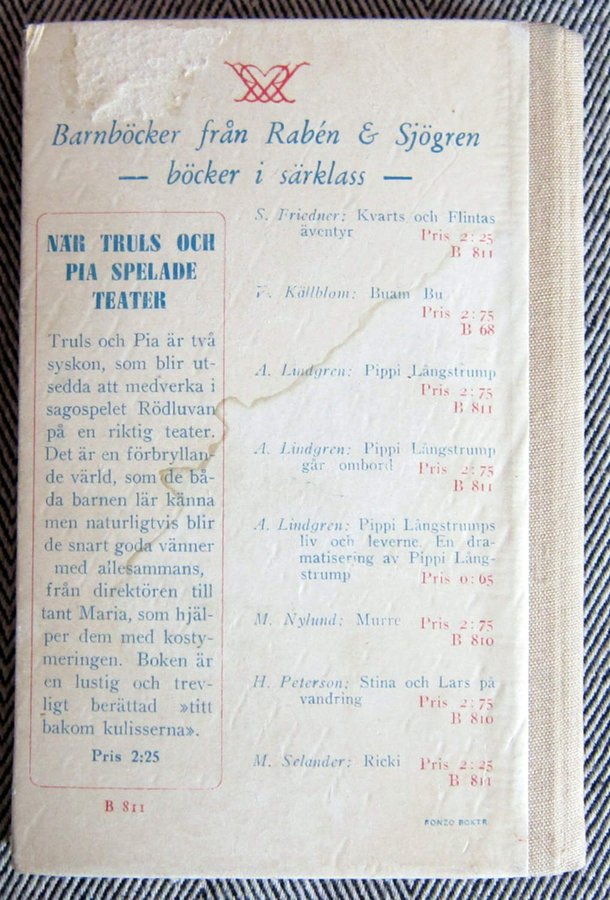 Barnböcker från Rabén & Sjögren
— böcker i särklass —
NÄR TRULS OCH
PIA SPELADE
TEATER
Truls och Pia är två
syskon, som blir ut-
sedda att medverka i
sagospelet Rödluvan
på en riktig teater.
Det är en förbryllan-
de värld, som de bå-
da barnen lär känna
men naturligtvis blir
de snart goda vänner
med allesammans,
från direktören till
tant Maria, som hjäl-
per dem med kosty-
meringen. Boken är
en lustig och trev-
ligt berättad »titt
bakom kulisserna».
Pris 2:25
B 811
S. Friedner: Kvarts och Flintas
äventyr Pris 2:25
B 811
V. Källblom: Buam Bu
Pris 2:75
B 68
A. Lindgren: Pippi Långstrump
Pris 2:75
B 811
A. Lindgren: Pippi Långstrump
går ombord Pris 2:75
B 811
A. Lindgren: Pippi Långstrumps
liv och leverne. En dra-
matisering av Pippi Lång-
strump Pris 0:65
M. Nylund: Murre Pris 2:75
B 810
H. Peterson: Stina och Lars på
vandring Pris 2:75
B 810
M. Selander: Ricki Pris 2:25
B 811
RONZO BOKTR.